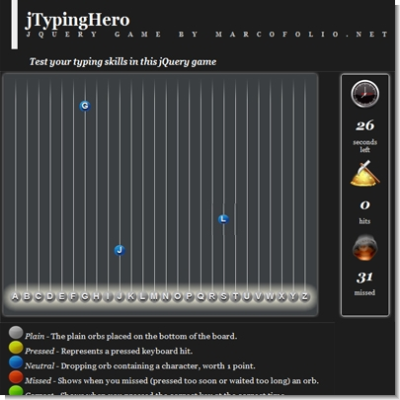 jTypingHero
JQUERY GAME BY MARCOFOLIO.NET
Test your typing skills in this jQuery game
G
L
J
A B C D E F G H I J K L M N O P Q R S T U V W X Y Z
26
seconds
left
0
hits
31
missed
Plain - The plain orbs placed on the bottom of the board.
Pressed - Represents a pressed keyboard hit.
Neutral - Dropping orb containing a character, worth 1 point.
Missed - Shows when you missed (pressed too soon or waited too long) an orb.